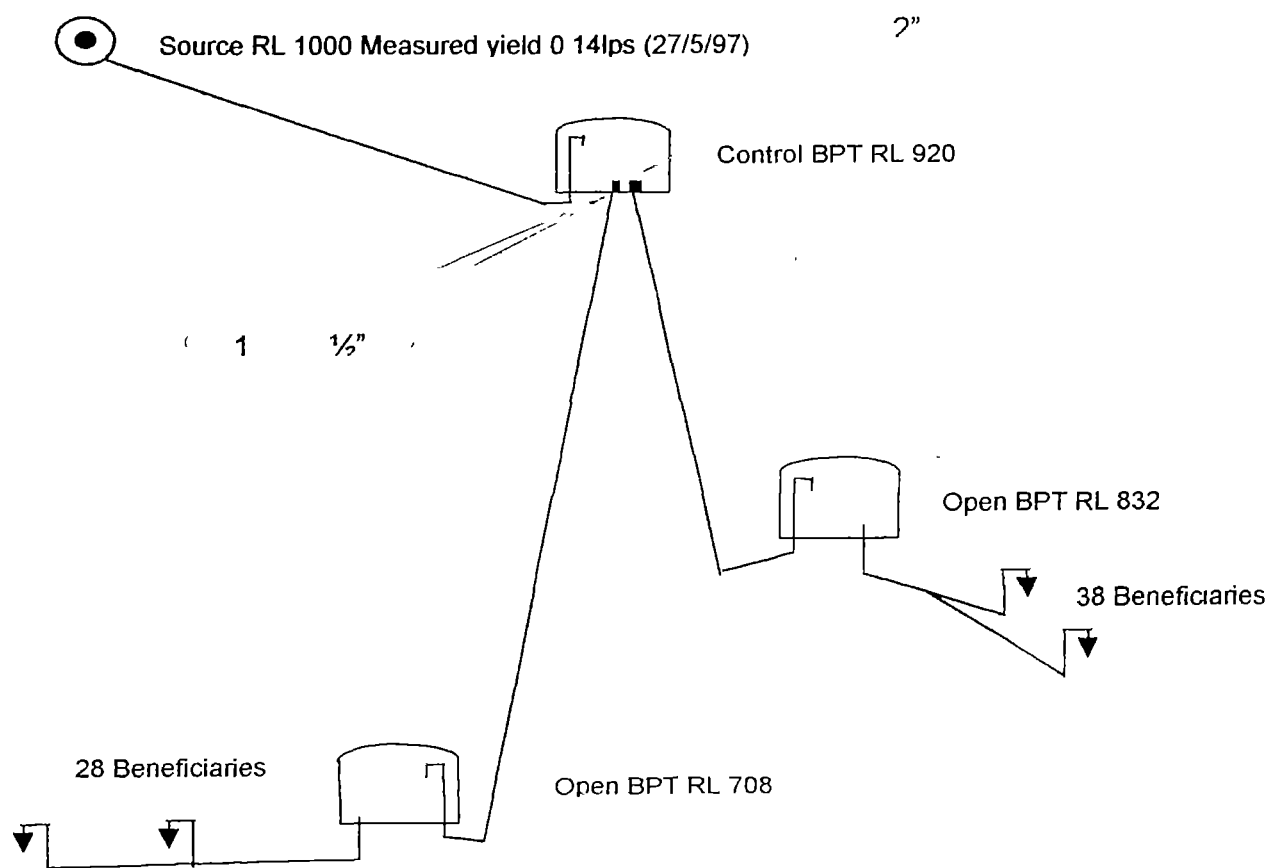 2”
Source RL 1000 Measured yield 0 14lps (27/5/97)
Control BPT RL 920
1 ½”
Open BPT RL 832
38 Beneficiaries
28 Beneficiaries
Open BPT RL 708